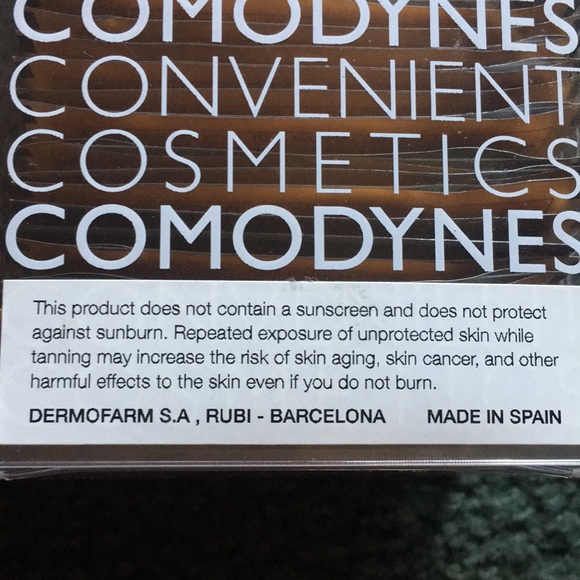 COMODYNES
CONVENIENT
COSMETICS
COMODYNES
This product does not contain a sunscreen and does not protect
against sunburn. Repeated exposure of unprotected skin while
tanning may increase the risk of skin aging, skin cancer, and other
harmful effects to the skin even if you do not burn.
DERMOFARM S.A , RUBI - BARCELONA MADE IN SPAIN